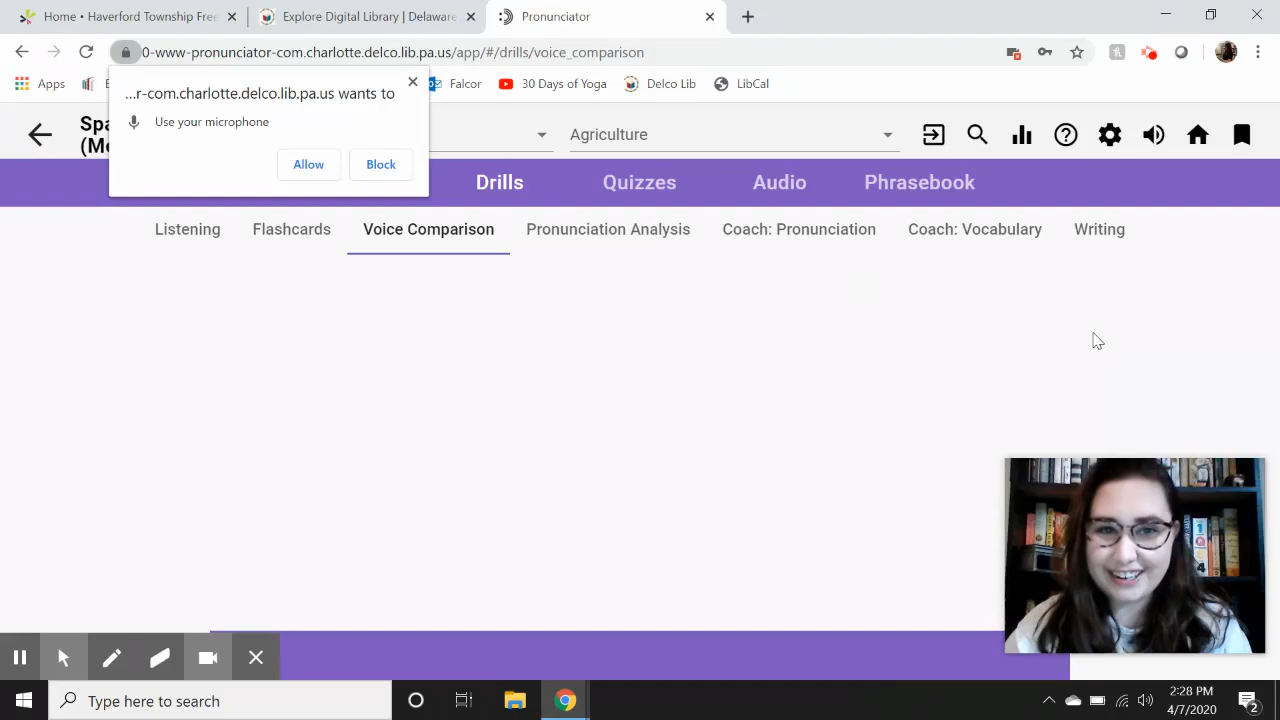 Home • Haverford Township Free
Explore Digital Library | Delaware
Pronunciator
0-www-pronunciator-com.charlotte.delco.lib.pa.us/app/#/drills/voice_comparison
Apps
Falcor
30 Days of Yoga
Delco Lib
LibCal
...r-com.charlotte.delco.lib.pa.us wants to
Use your microphone
Allow
Block
Spa
(Me
Agriculture
Drills
Quizzes
Audio
Phrasebook
Listening
Flashcards
Voice Comparison
Pronunciation Analysis
Coach: Pronunciation
Coach: Vocabulary
Writing
Type here to search
2:28 PM
4/7/2020
2